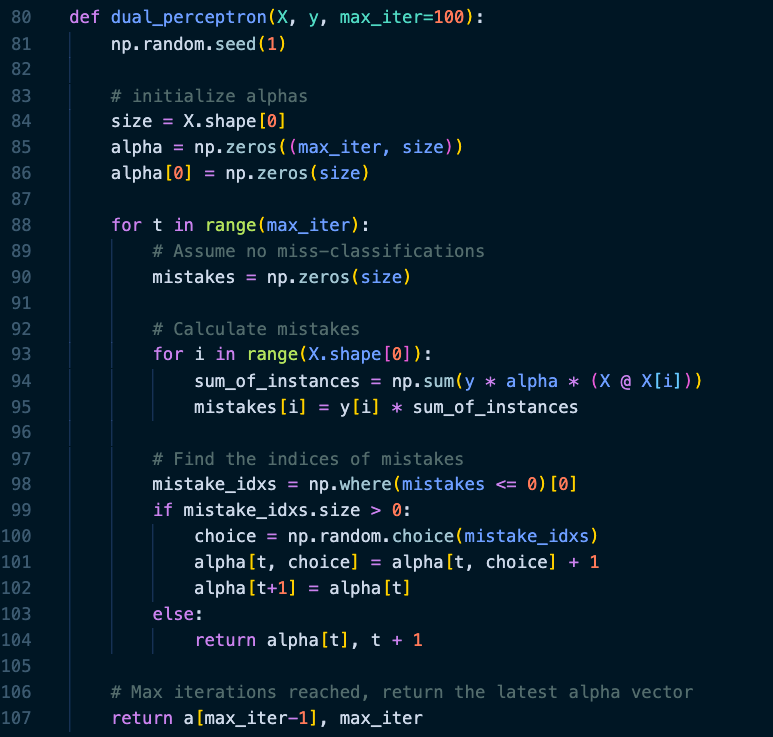 80 def dual_perceptron(X, y, max_iter=100):
81     np.random.seed(1)
82
83     # initialize alphas
84     size = X.shape[0]
85     alpha = np.zeros((max_iter, size))
86     alpha[0] = np.zeros(size)
87
88     for t in range(max_iter):
89         # Assume no miss-classifications
90         mistakes = np.zeros(size)
91
92         # Calculate mistakes
93         for i in range(X.shape[0]):
94             sum_of_instances = np.sum(y * alpha * (X @ X[i]))
95             mistakes[i] = y[i] * sum_of_instances
96
97         # Find the indices of mistakes
98         mistake_idxs = np.where(mistakes <= 0)[0]
99         if mistake_idxs.size > 0:
100             choice = np.random.choice(mistake_idxs)
101             alpha[t, choice] = alpha[t, choice] + 1
102             alpha[t+1] = alpha[t]
103         else:
104             return alpha[t], t + 1
105
106     # Max iterations reached, return the latest alpha vector
107     return a[max_iter-1], max_iter